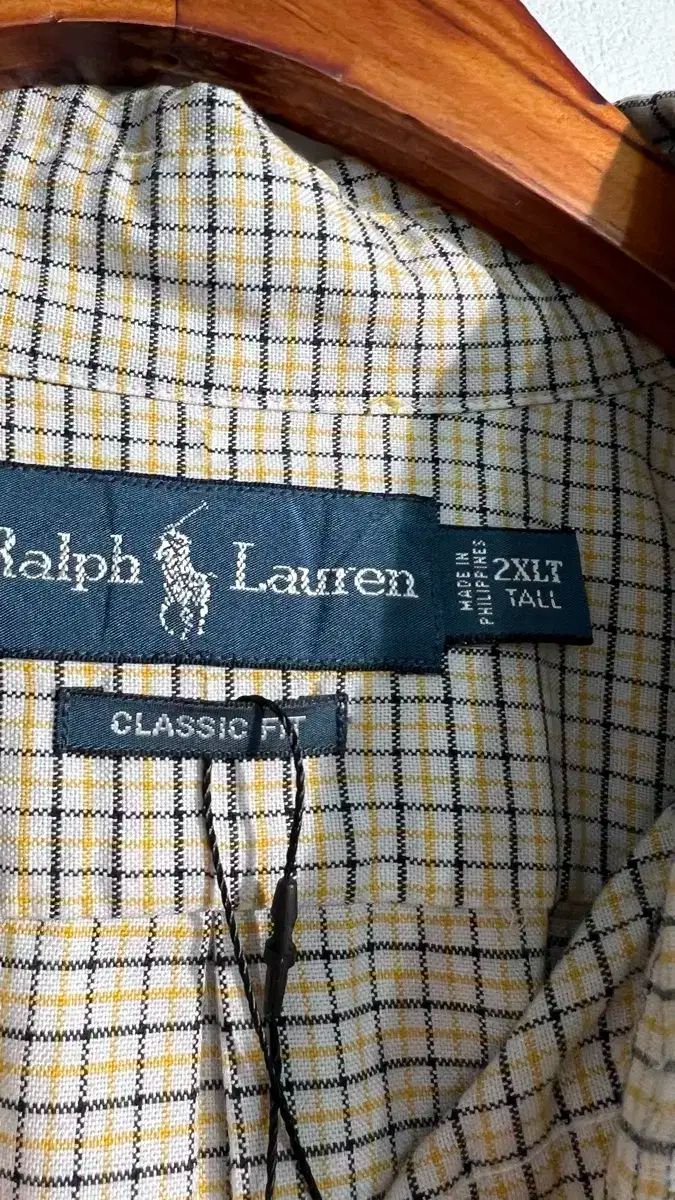 Ralph Lauren
MADE IN
PHILIPPINES
2XLT
TALL
CLASSIC FIT